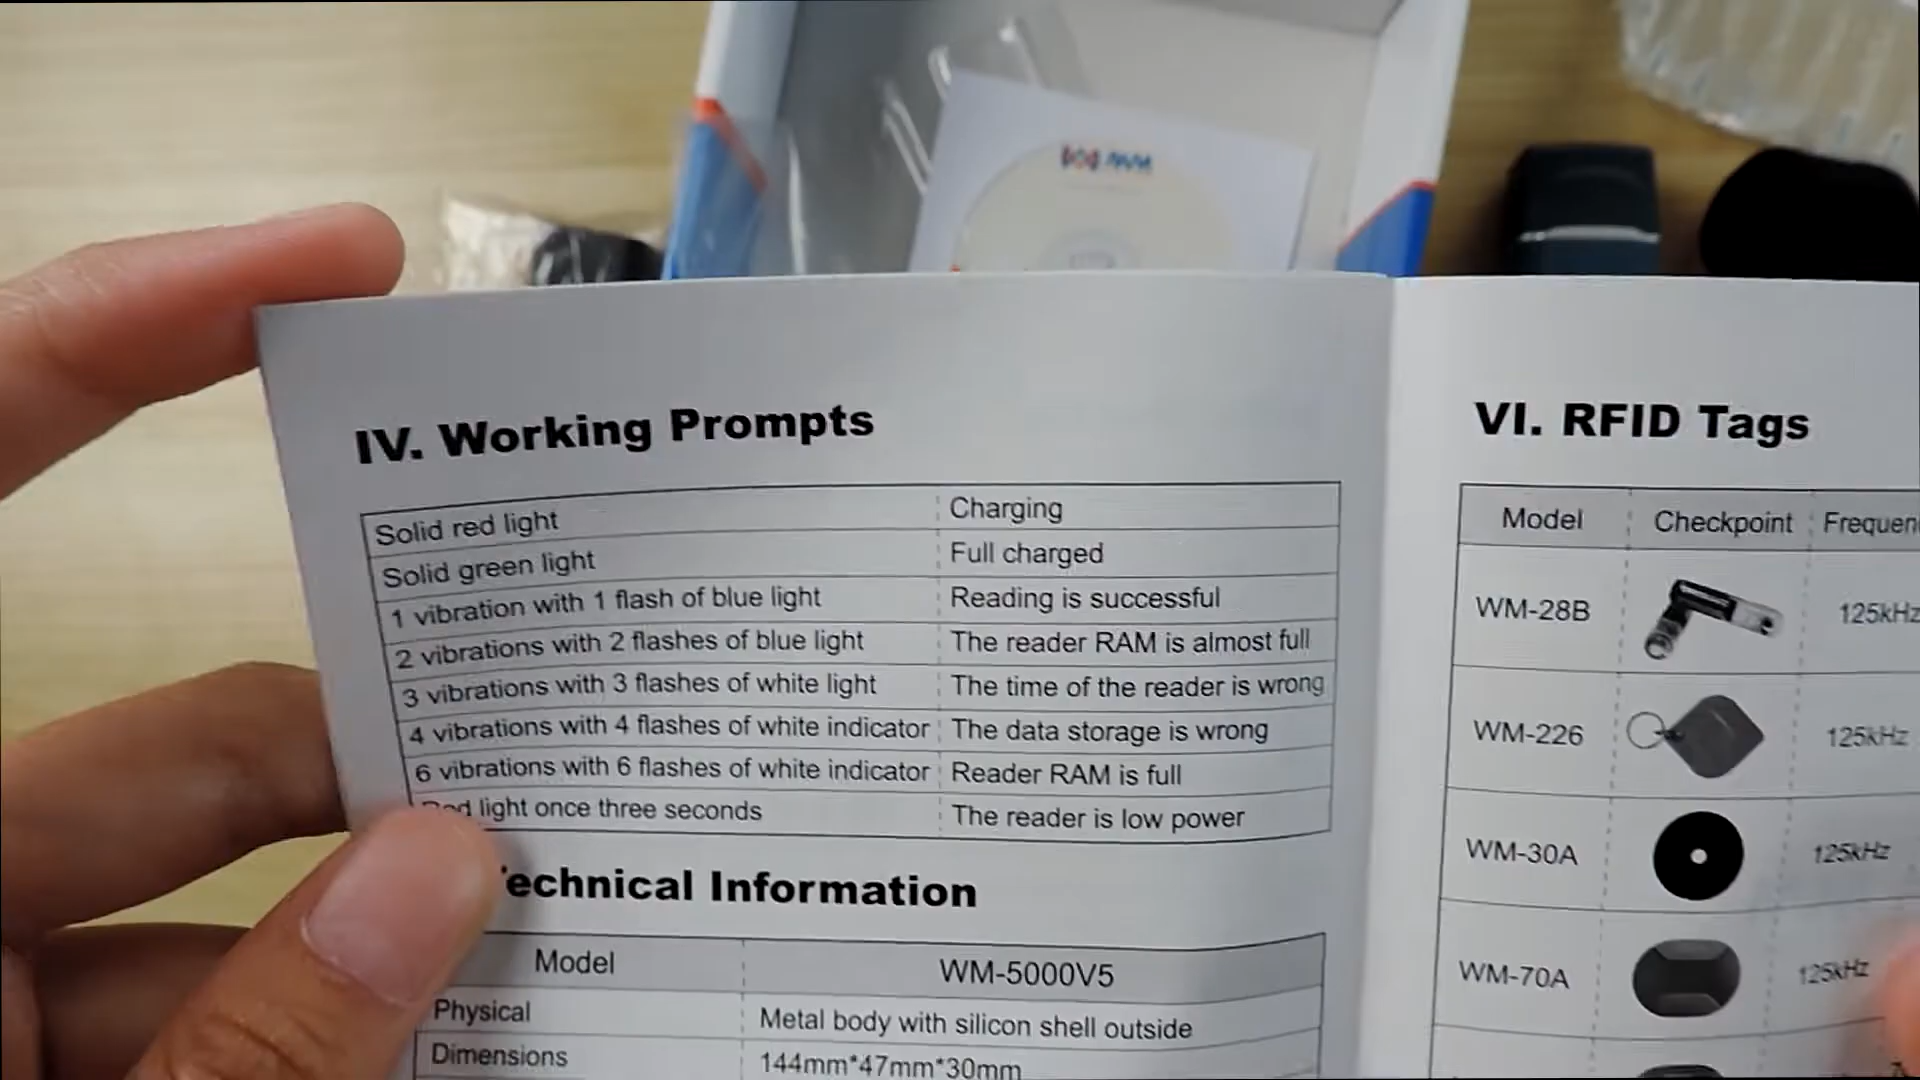 IV. Working Prompts
Solid red light Charging
Solid green light Full charged
1 vibration with 1 flash of blue light Reading is successful
2 vibrations with 2 flashes of blue light The reader RAM is almost full
3 vibrations with 3 flashes of white light The time of the reader is wrong
4 vibrations with 4 flashes of white indicator The data storage is wrong
6 vibrations with 6 flashes of white indicator Reader RAM is full
light once three seconds The reader is low power
Technical Information
Model WM-5000V5
Physical Metal body with silicon shell outside
Dimensions 144mm*47mm*30mm
VI. RFID Tags
Model Checkpoint
WM-28B 125kHz
WM-226 125kHz
WM-30A 125kHz
WM-70A 125kHz